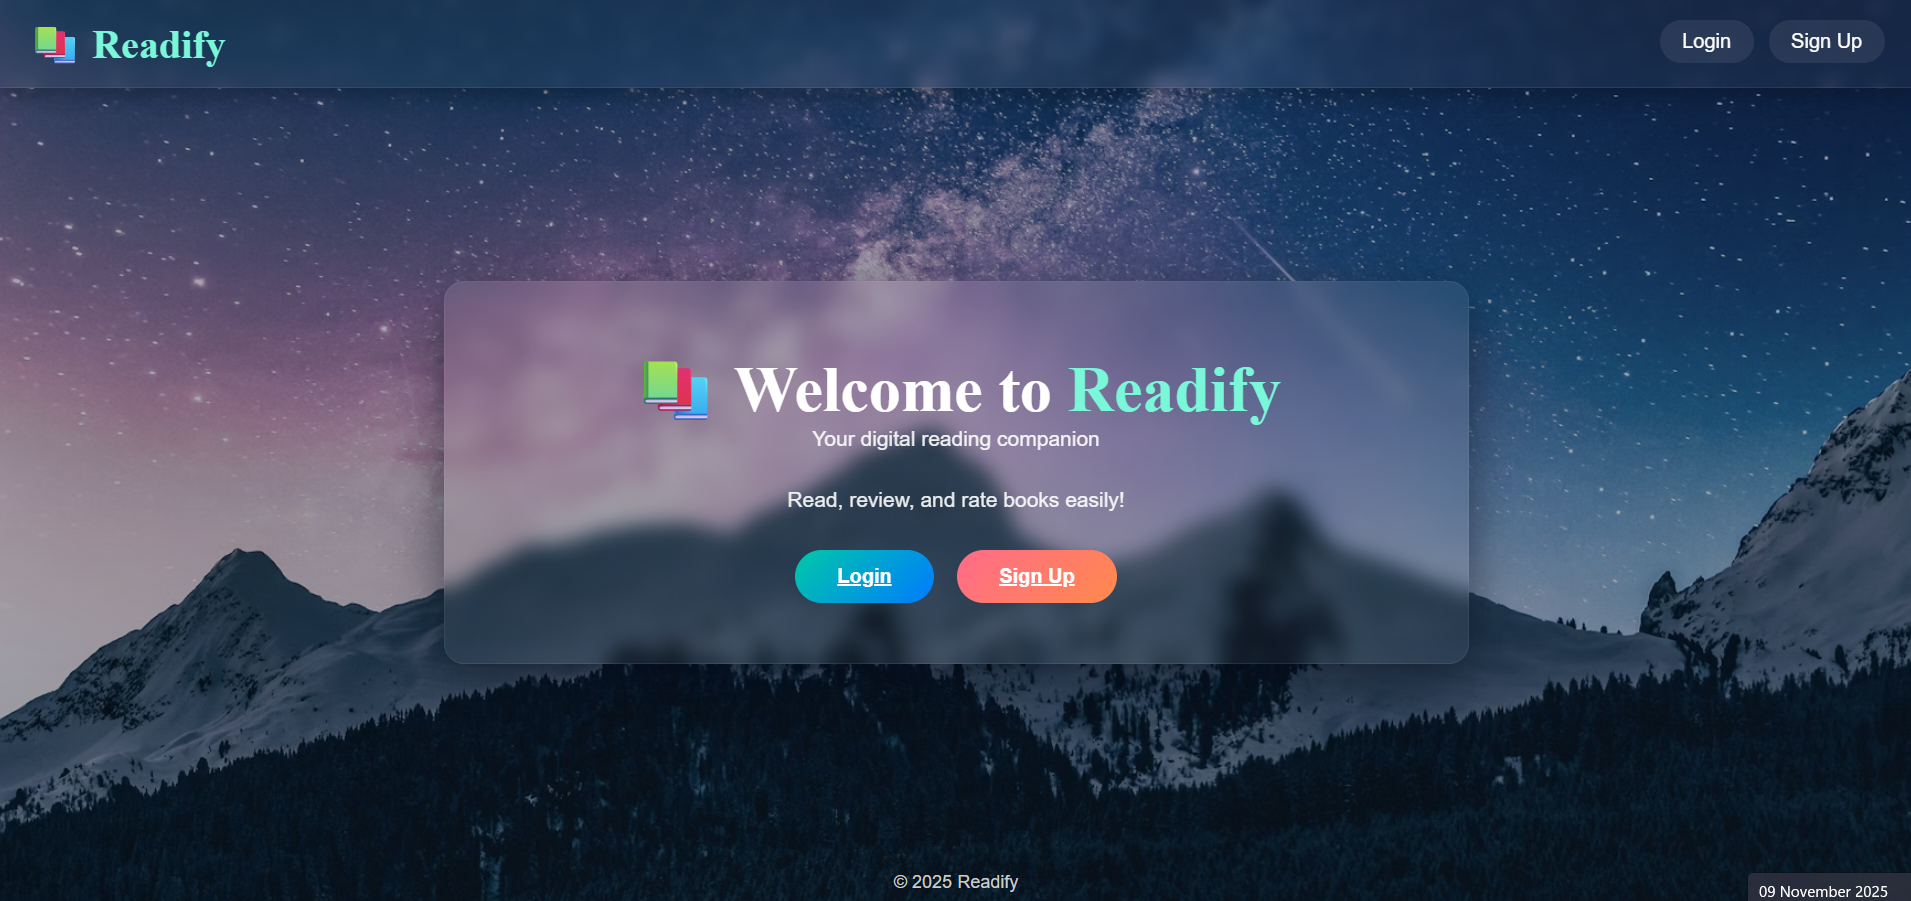 Readify
Login
Sign Up
Welcome to Readify
Your digital reading companion
Read, review, and rate books easily!
Login
Sign Up
© 2025 Readify
09 November 2025